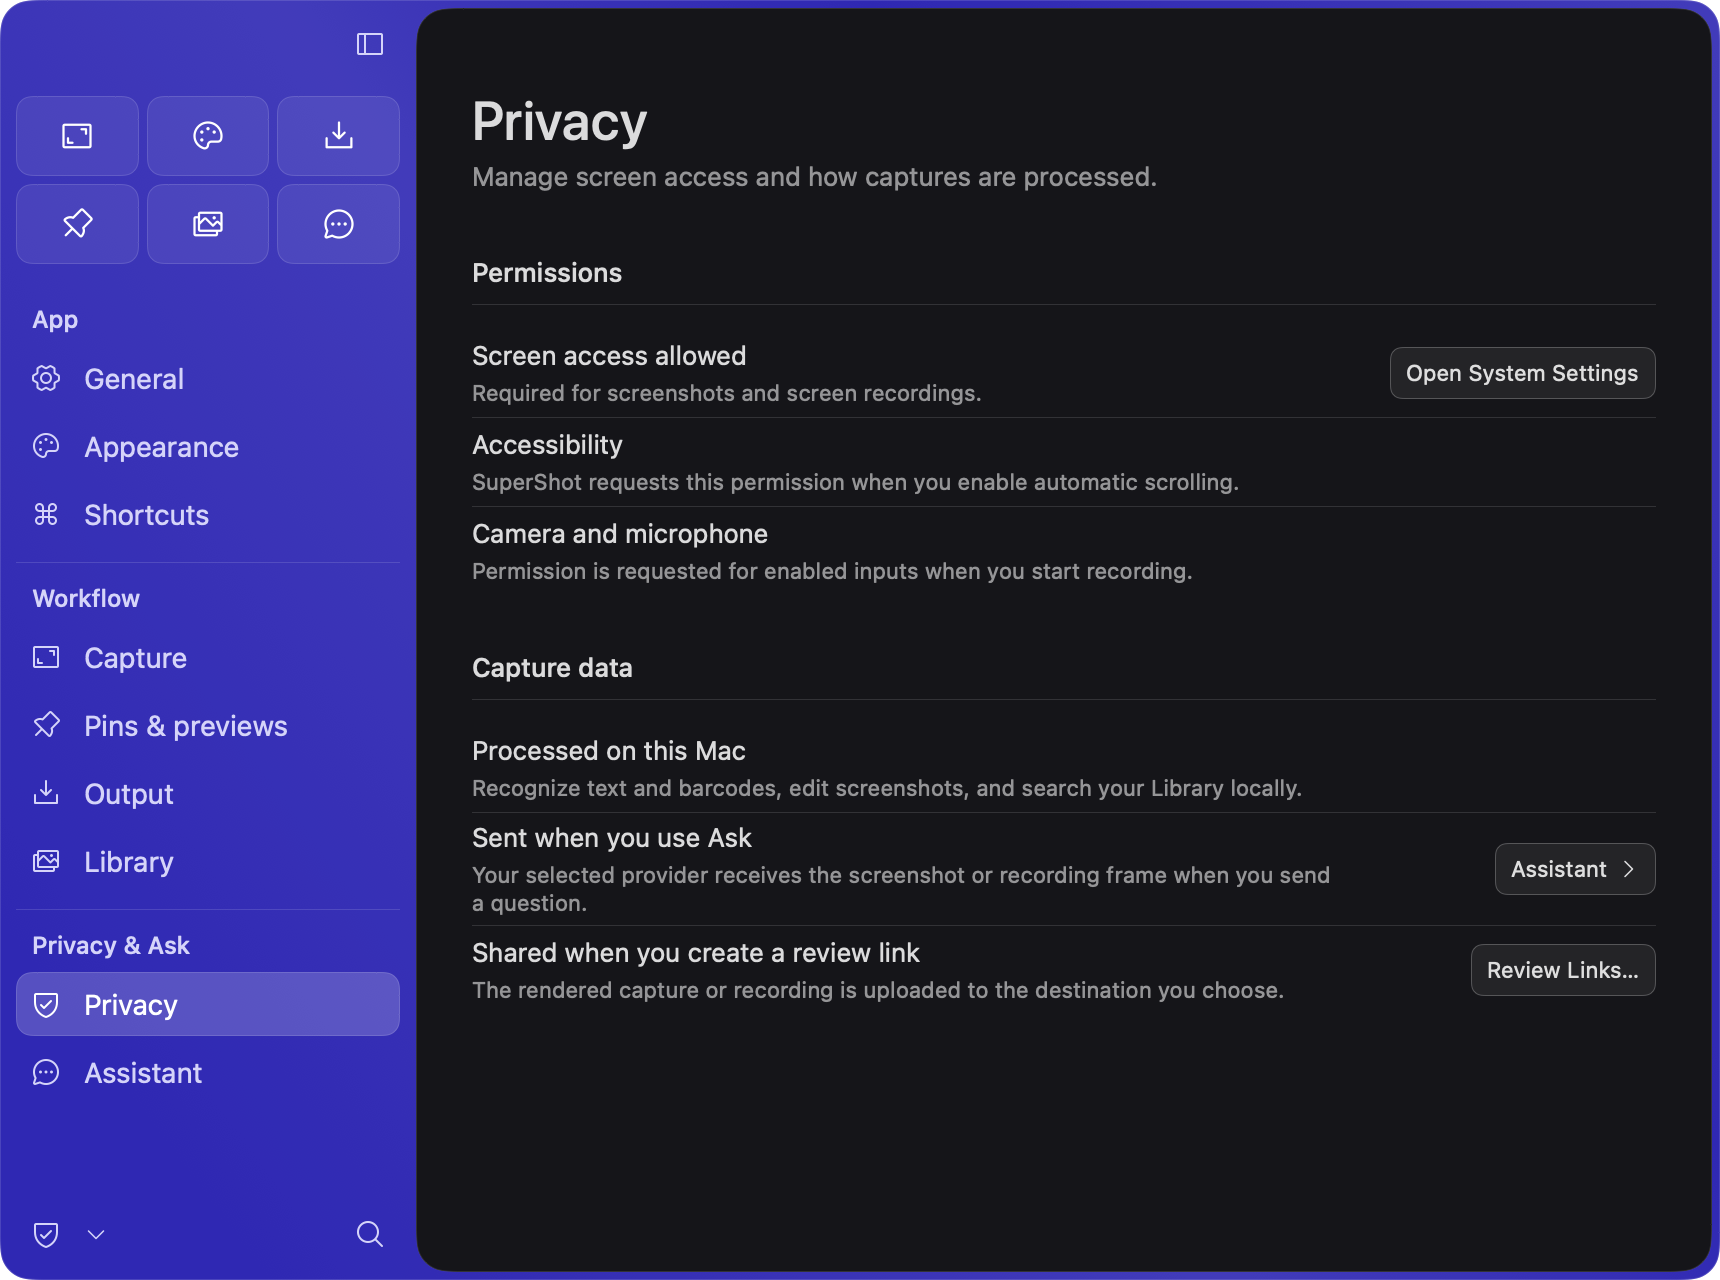 App
General
Appearance
Shortcuts
Workflow
Capture
Pins & previews
Output
Library
Privacy & Ask
Privacy
Assistant
Privacy
Manage screen access and how captures are processed.
Permissions
Screen access allowed
Required for screenshots and screen recordings.
Open System Settings
Accessibility
SuperShot requests this permission when you enable automatic scrolling.
Camera and microphone
Permission is requested for enabled inputs when you start recording.
Capture data
Processed on this Mac
Recognize text and barcodes, edit screenshots, and search your Library locally.
Sent when you use Ask
Your selected provider receives the screenshot or recording frame when you send
a question.
Assistant
Shared when you create a review link
The rendered capture or recording is uploaded to the destination you choose.
Review Links...